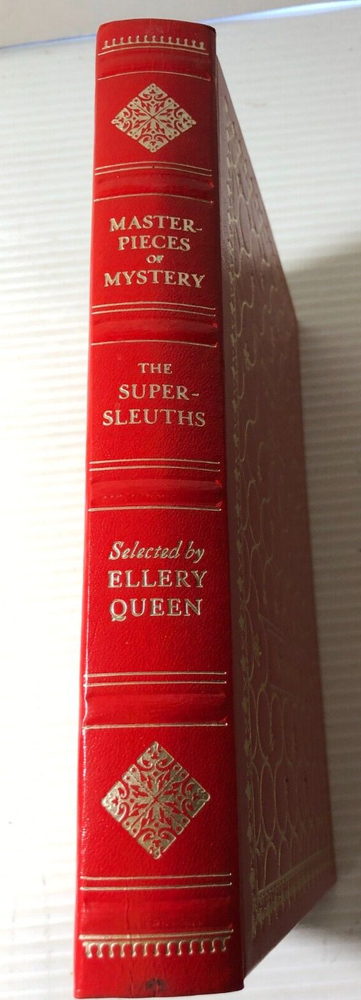 MASTER-
PIECES
OF
MYSTERY
THE
SUPER-
SLEUTHS
Selected by
ELLERY
QUEEN